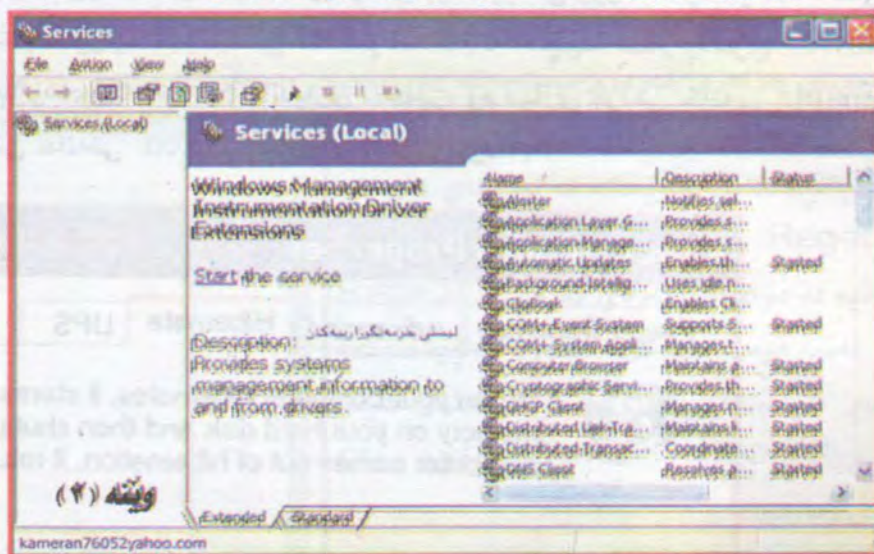 Services
File Action View Help
Services (Local)
Services (Local)
Windows Management
Instrumentation Driver
Extensions
Start the service
Description:
Provides systems
management information to
and from drivers.
Name Description Status
Alerter Notifies sel...
Application Layer G... Provides s...
Application Manage... Provides s...
Automatic Updates Enables th... Started
Background Intellig... Uses idle n...
ClipBook Enables Cli...
COM+ Event System Supports S... Started
COM+ System Appli... Manages t...
Computer Browser Maintains a... Started
Cryptographic Servi... Provides th... Started
DHCP Client Manages n... Started
Distributed Link Tra... Maintains li... Started
Distributed Transac... Coordinate... Started
DNS Client Resolves a... Started
وێنه (٢)
Extended Standard
kameran76052yahoo.com